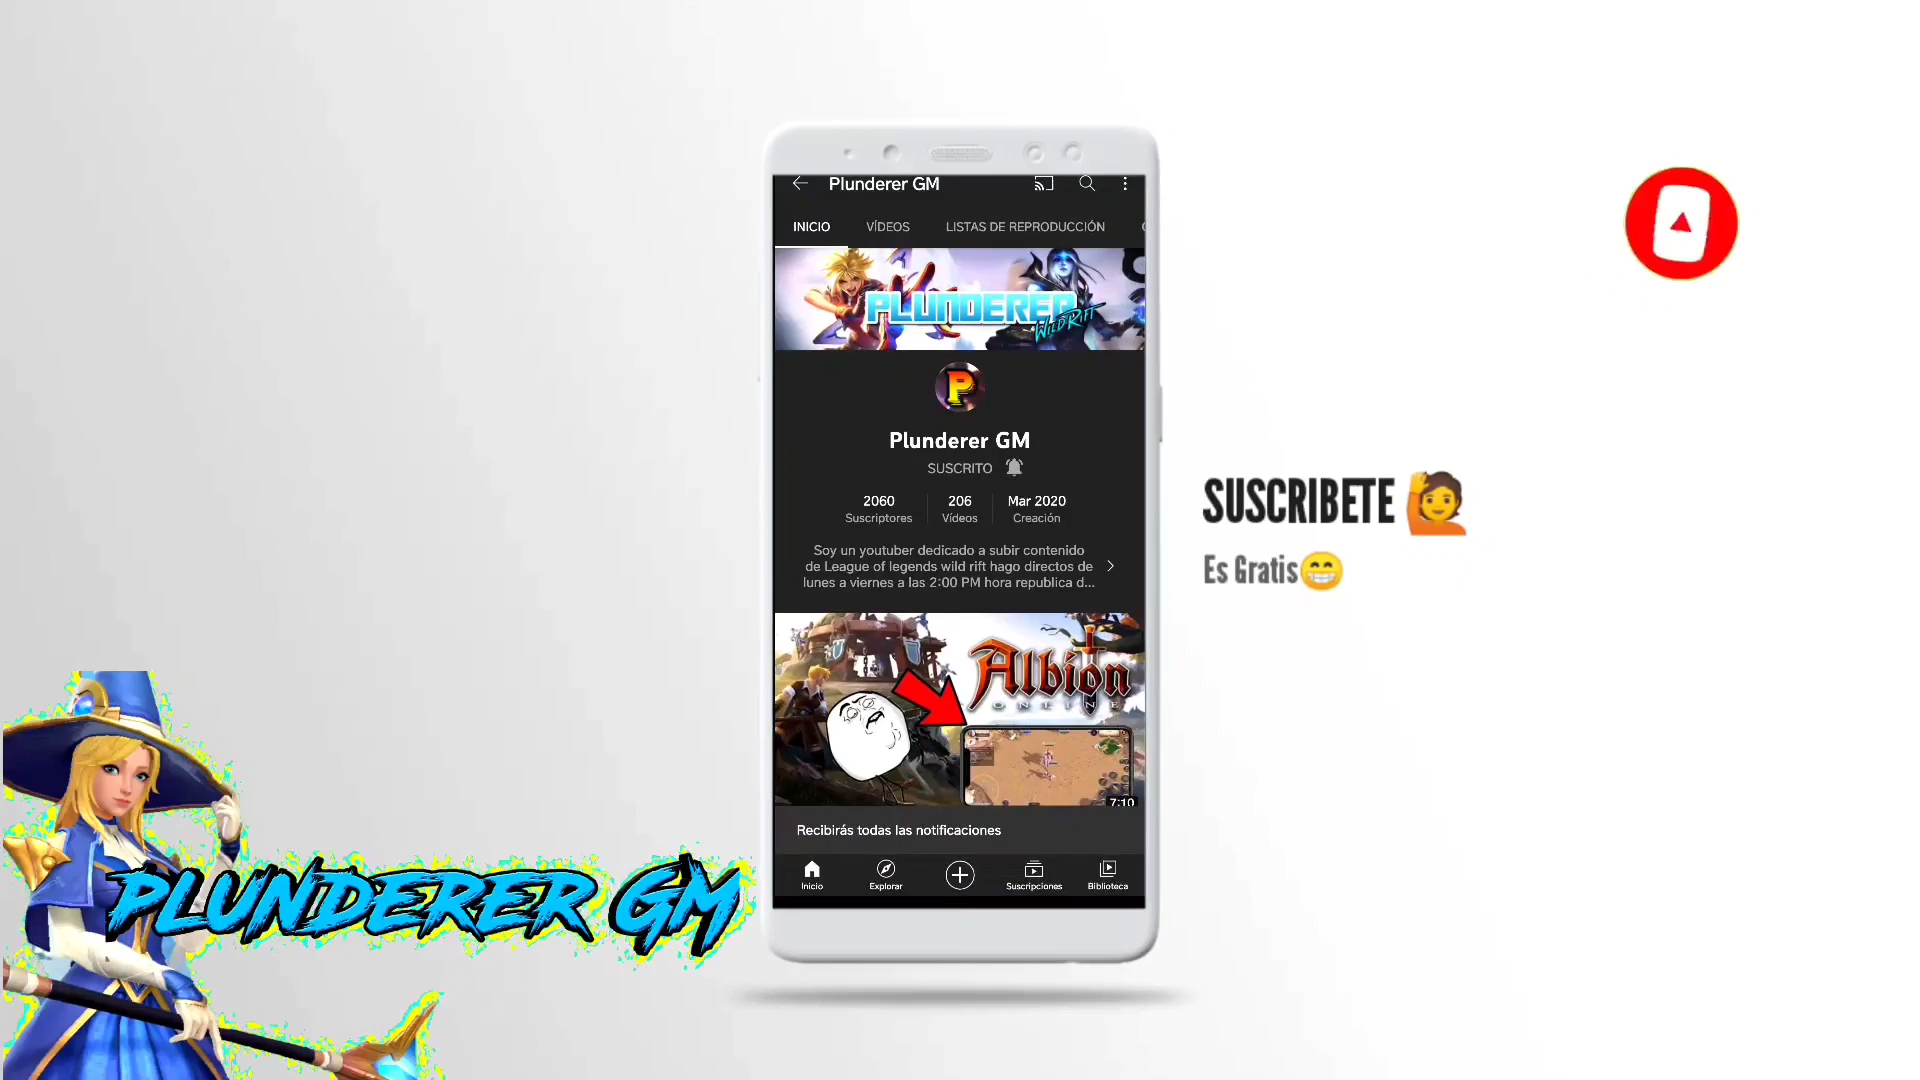 Plunderer GM
INICIO VÍDEOS LISTAS DE REPRODUCCIÓN
PLUNDERER
WILD RIFT
P
Plunderer GM
SUSCRITO
2060 206 Mar 2020
Suscriptores Vídeos Creación
Soy un youtuber dedicado a subir contenido
de League of legends wild rift hago directos de
lunes a viernes a las 2:00 PM hora republica d...
Albion
ONLINE
7:10
Recibirás todas las notificaciones
Inicio Explorar Suscripciones Biblioteca
SUSCRIBETE 🙋
Es Gratis😁
PLUNDERER GM